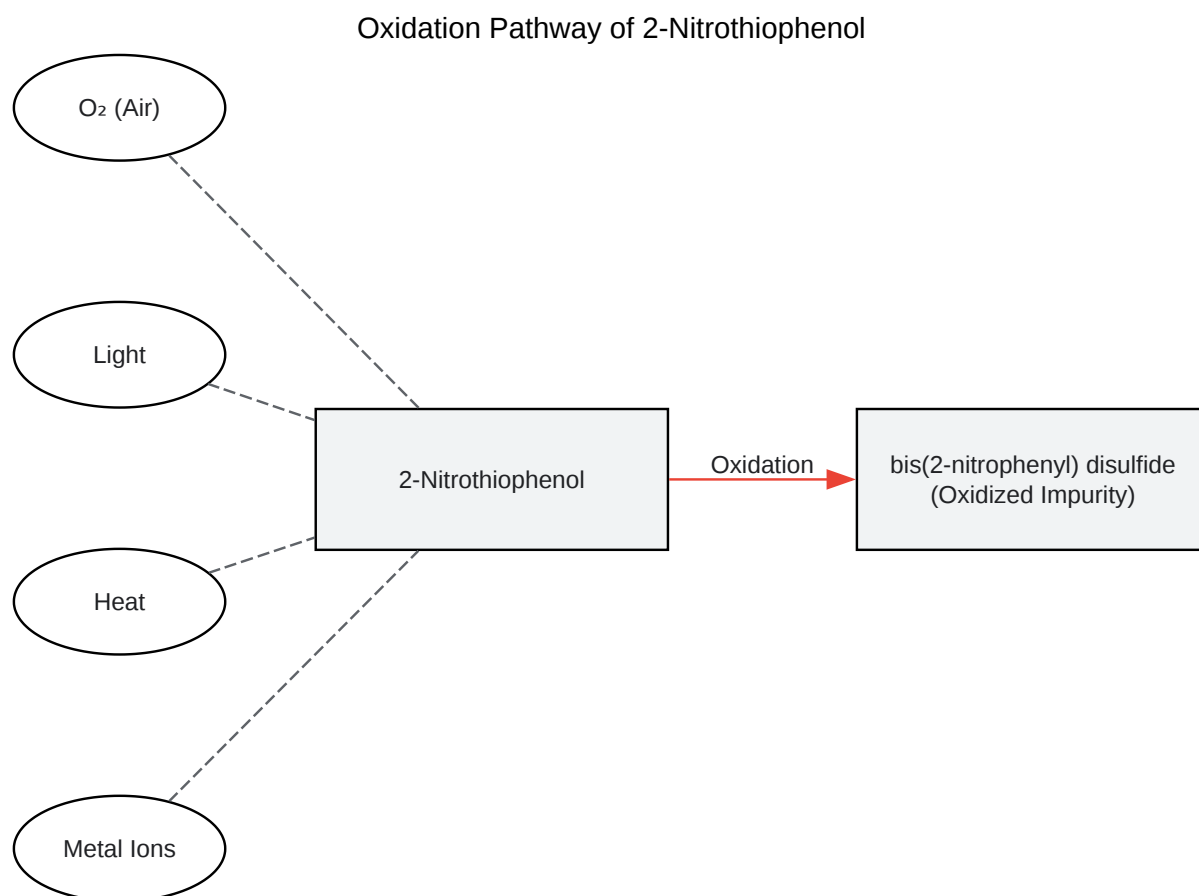 Oxidation Pathway of 2-Nitrothiophenol
O₂ (Air)
Light
Heat
Metal Ions
2-Nitrothiophenol
Oxidation
bis(2-nitrophenyl) disulfide
(Oxidized Impurity)